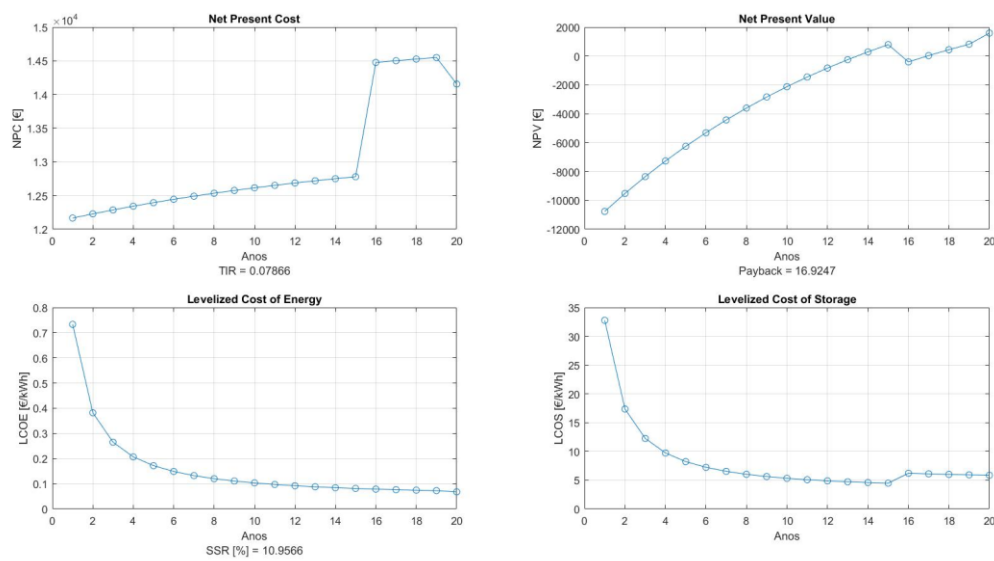 Net Present Cost
×10⁴
1.5
1.45
1.4
1.35
1.3
1.25
1.2
NPC [€]
0 2 4 6 8 10 12 14 16 18 20
Anos
TIR = 0.07866
Net Present Value
2000
0
-2000
-4000
-6000
-8000
-10000
-12000
NPV [€]
0 2 4 6 8 10 12 14 16 18 20
Anos
Payback = 16.9247
Levelized Cost of Energy
0.8
0.7
0.6
0.5
0.4
0.3
0.2
0.1
0
LCOE [€/kWh]
0 2 4 6 8 10 12 14 16 18 20
Anos
SSR [%] = 10.9566
Levelized Cost of Storage
35
30
25
20
15
10
5
0
LCOS [€/kWh]
0 2 4 6 8 10 12 14 16 18 20
Anos